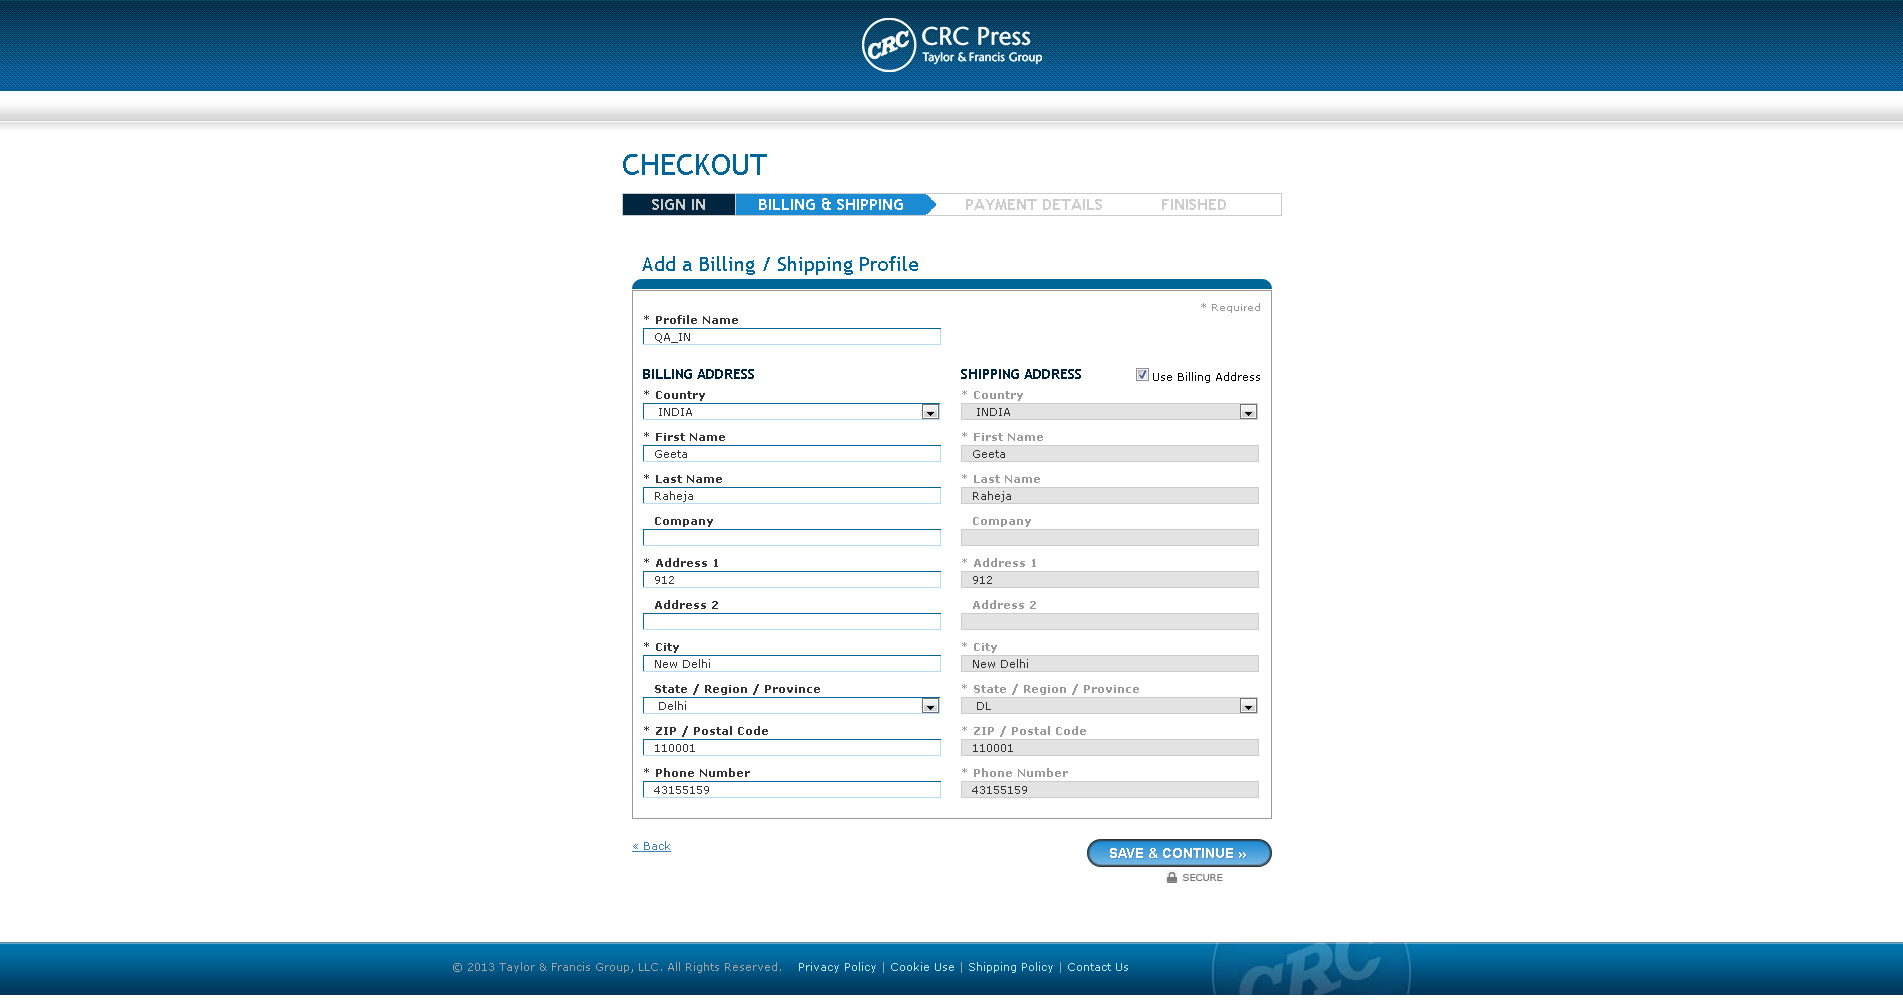 CRC
CRC Press
Taylor & Francis Group
CHECKOUT
SIGN IN BILLING & SHIPPING PAYMENT DETAILS FINISHED
Add a Billing / Shipping Profile
* Required
* Profile Name
QA_IN
BILLING ADDRESS SHIPPING ADDRESS Use Billing Address
* Country * Country
INDIA INDIA
* First Name * First Name
Geeta Geeta
* Last Name * Last Name
Raheja Raheja
Company Company
* Address 1 * Address 1
912 912
Address 2 Address 2
* City * City
New Delhi New Delhi
State / Region / Province * State / Region / Province
Delhi DL
* ZIP / Postal Code * ZIP / Postal Code
110001 110001
* Phone Number * Phone Number
43155159 43155159
« Back SAVE & CONTINUE »
SECURE
© 2013 Taylor & Francis Group, LLC. All Rights Reserved. Privacy Policy | Cookie Use | Shipping Policy | Contact Us
CRC